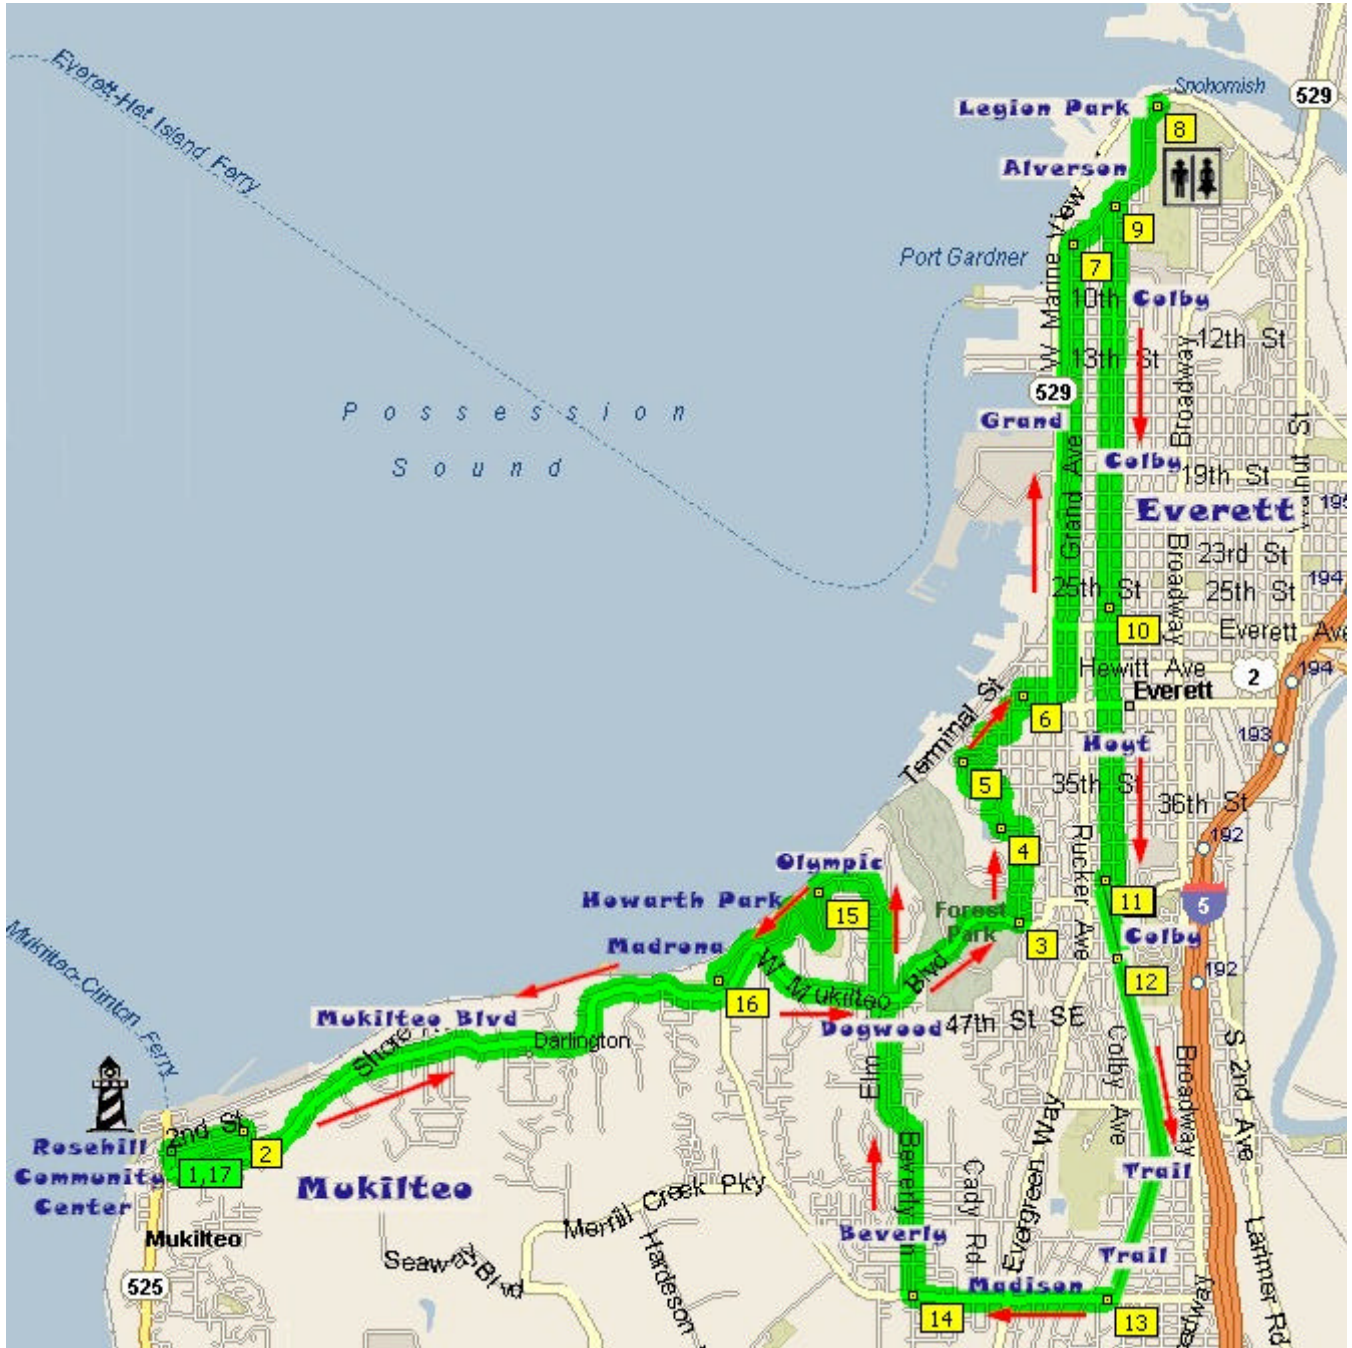 Snohomish
529
Legion Park
8
Everett-Hat Island Ferry
Alverson
W Marine View
9
Port Gardner
7
10th
Colby
12th St
13th St
Broadway
529
Grand
Possession
Sound
Grand Ave
Colby
19th St
Everett
195
Broadway
23rd St
25th St
25th St
194
10
Everett Ave
Hewitt Ave
2
194
Everett
6
Terminal St
193
Hoyt
5
35th St
36th St
Rucker Ave
192
4
Olympic
Howarth Park
15
Forest
Park
11
5
3
Colby
Madrona
W Mukilteo Blvd
12
192
16
Mukilteo-Clinton Ferry
Mukilteo Blvd
Dogwood
47th St SE
Shore
Darlington
Elm
Colby Ave
Broadway
S 2nd Ave
2nd St
2
Rosehill
Community
Center
1,17
Mukilteo
Beverly
Cady Rd
Evergreen Way
Trail
Merrill Creek Pky
Mukilteo
Beverly
Trail
Seaw
Blvd
Hardeson
Madison
Larimer Rd
525
14
13